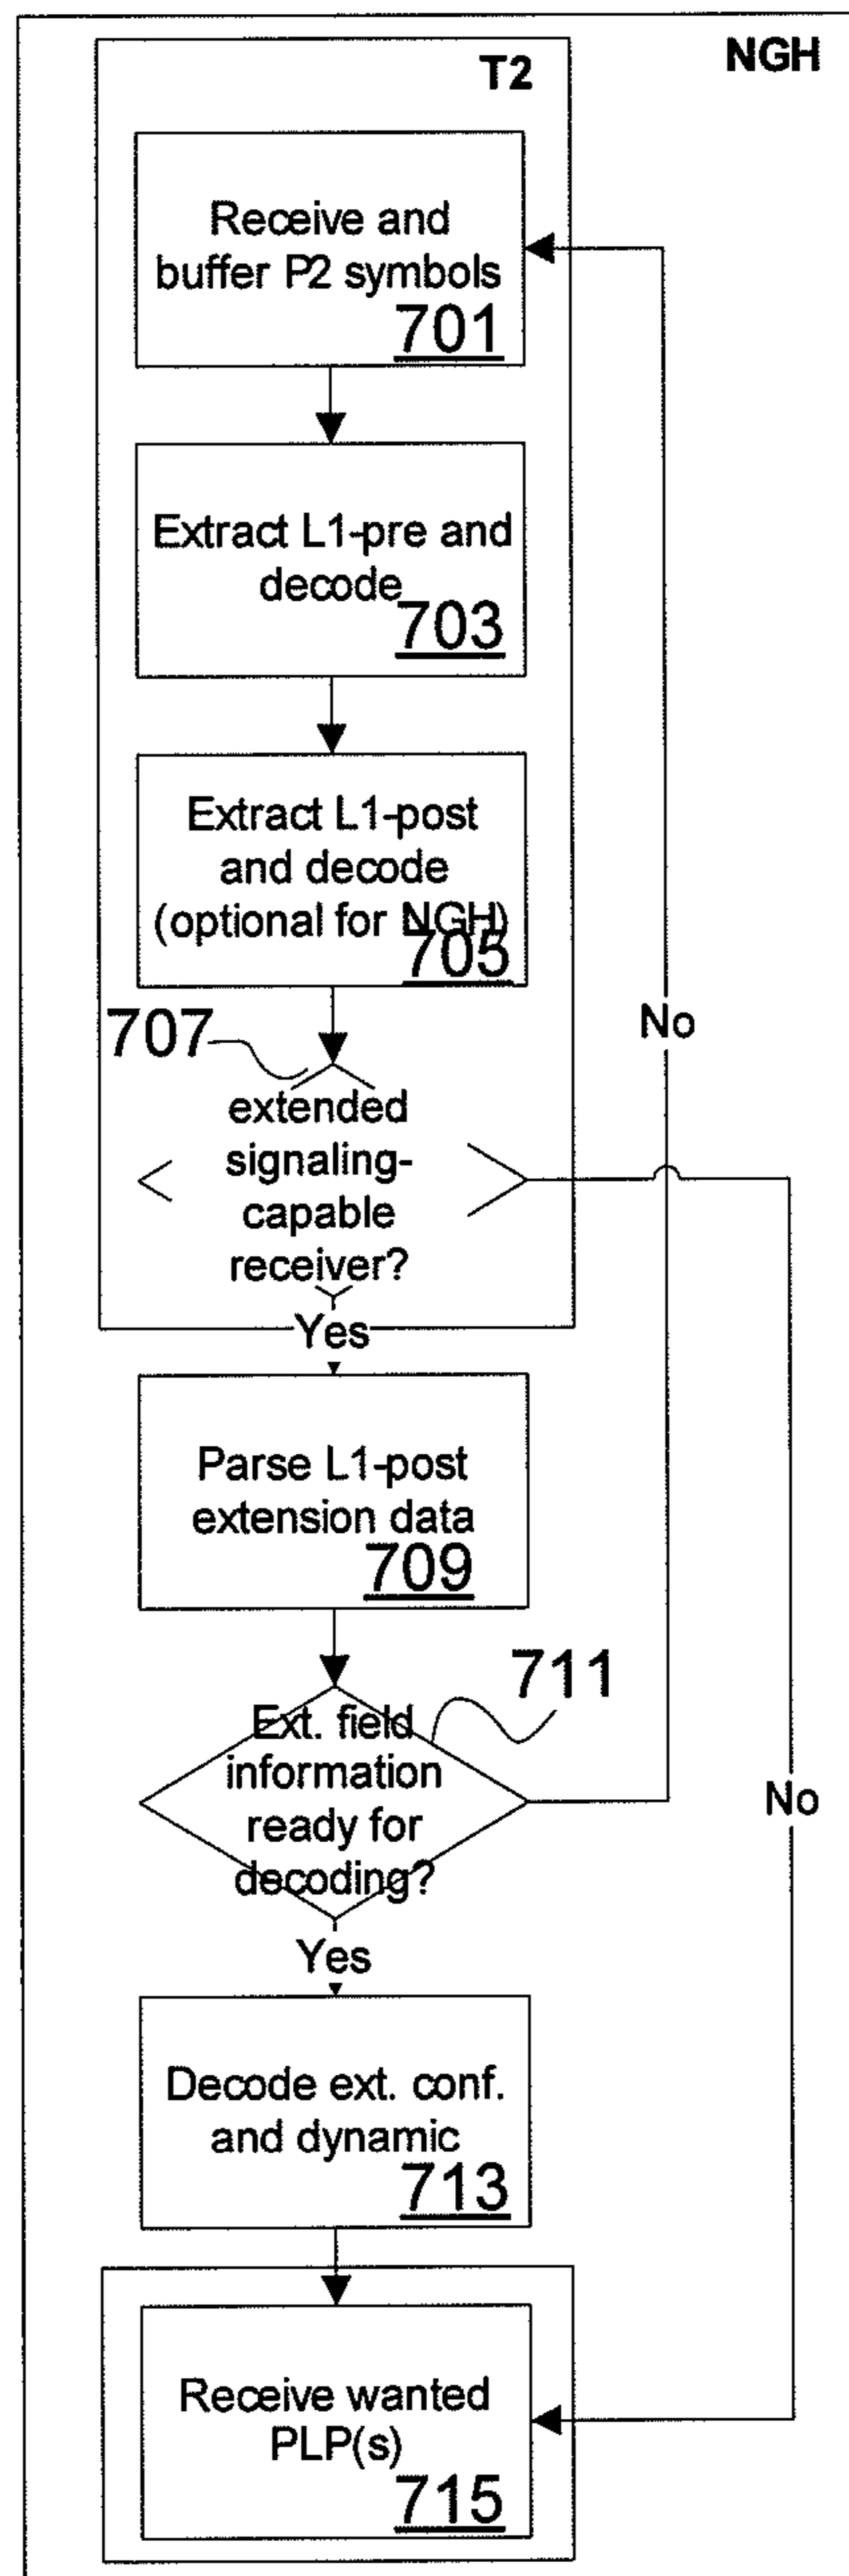 NGH
T2
Receive and
buffer P2 symbols
701
Extract L1-pre and
decode
703
Extract L1-post
and decode
(optional for NGH)
705
707
No
extended
signaling-
capable
receiver?
Yes
Parse L1-post
extension data
709
711
Ext. field
information
ready for
decoding?
No
Yes
Decode ext. conf.
and dynamic
713
Receive wanted
PLP(s)
715